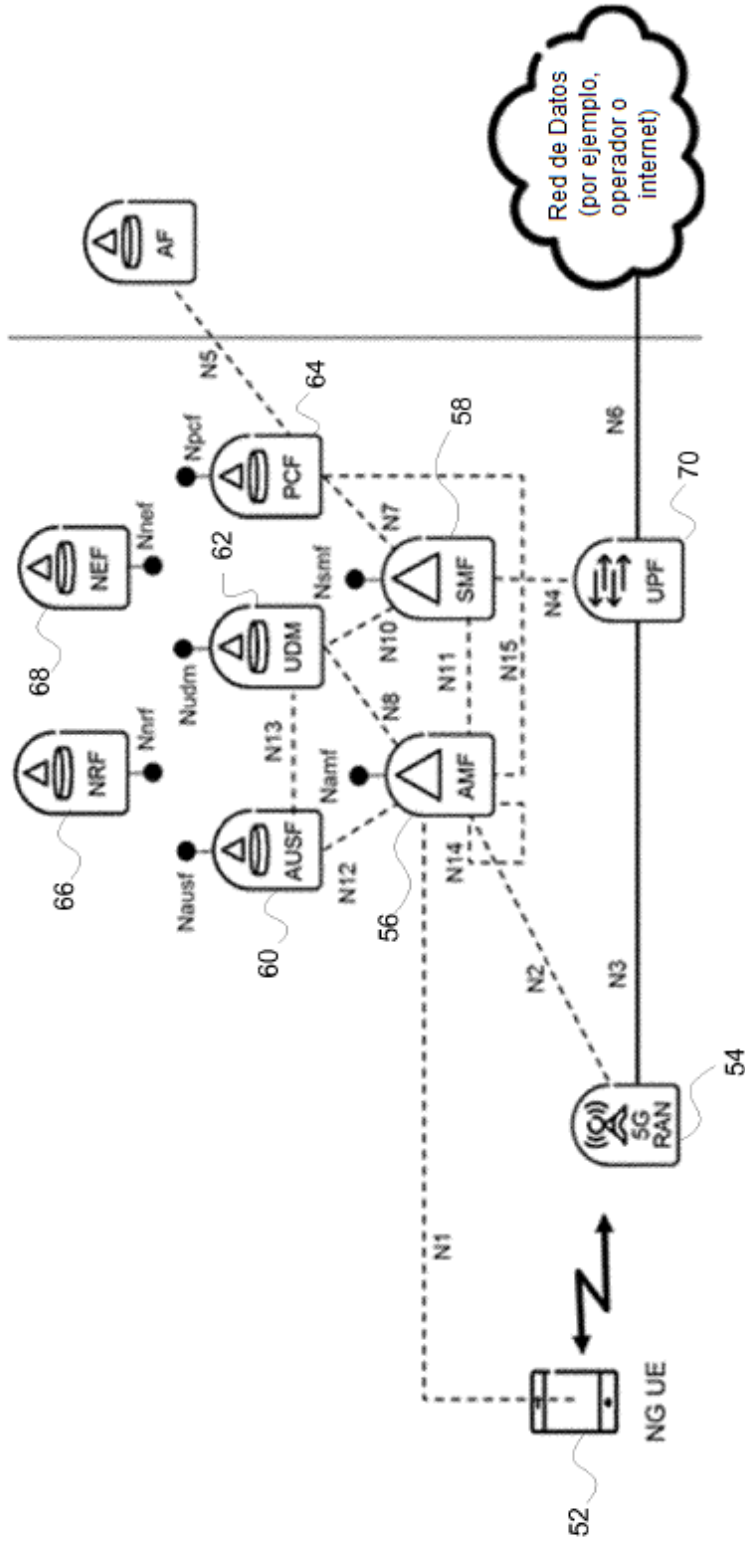 66
NRF
Nnrf
68
NEF
Nnef
Nausf
60
AUSF
N12
N13
Nudm
62
UDM
N8
N10
Npcf
64
PCF
N7
N5
AF
Namf
56
AMF
N14
N11
N15
Nsmf
58
SMF
N4
N1
N2
52
NG UE
5G
RAN
54
N3
UPF
70
N6
Red de Datos
(por ejemplo,
operador o
internet)